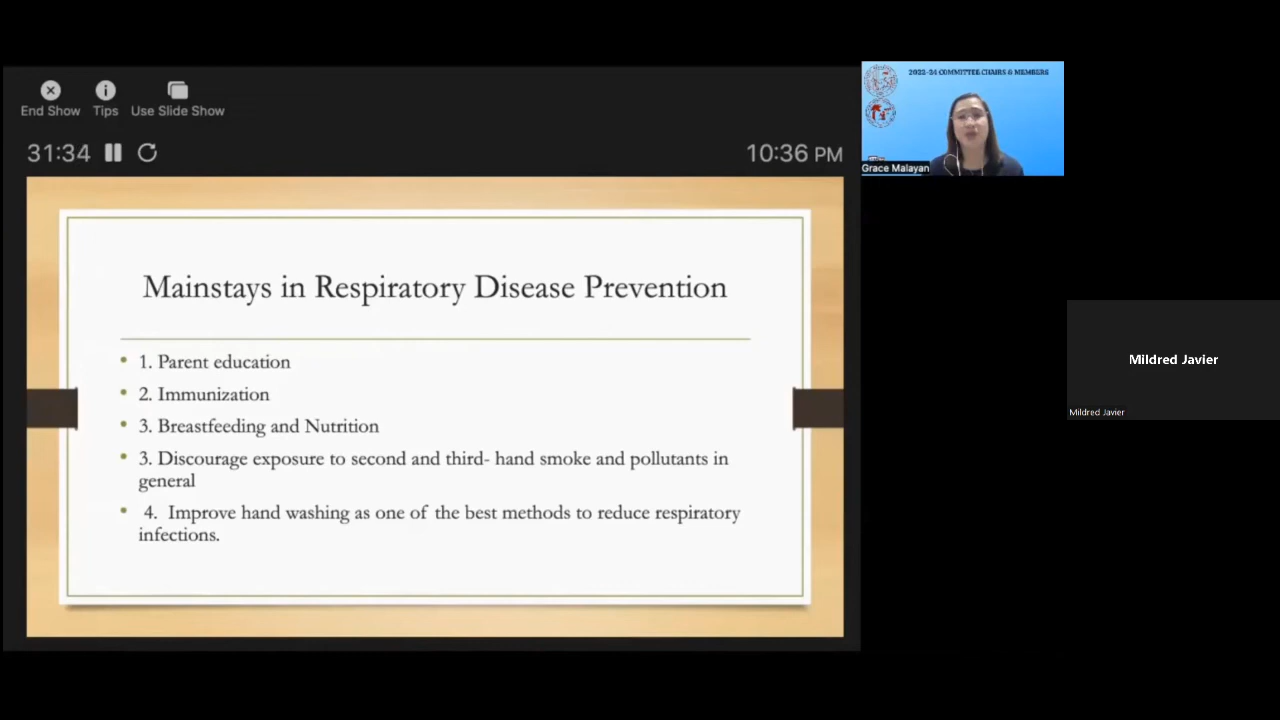 End Show Tips Use Slide Show
31:34 10:36 PM
Mainstays in Respiratory Disease Prevention
• 1. Parent education
• 2. Immunization
• 3. Breastfeeding and Nutrition
• 3. Discourage exposure to second and third- hand smoke and pollutants in
general
• 4. Improve hand washing as one of the best methods to reduce respiratory
infections.
2022-24 COMMITTEE CHAIRS & MEMBERS
Grace Malayan
Mildred Javier
Mildred Javier